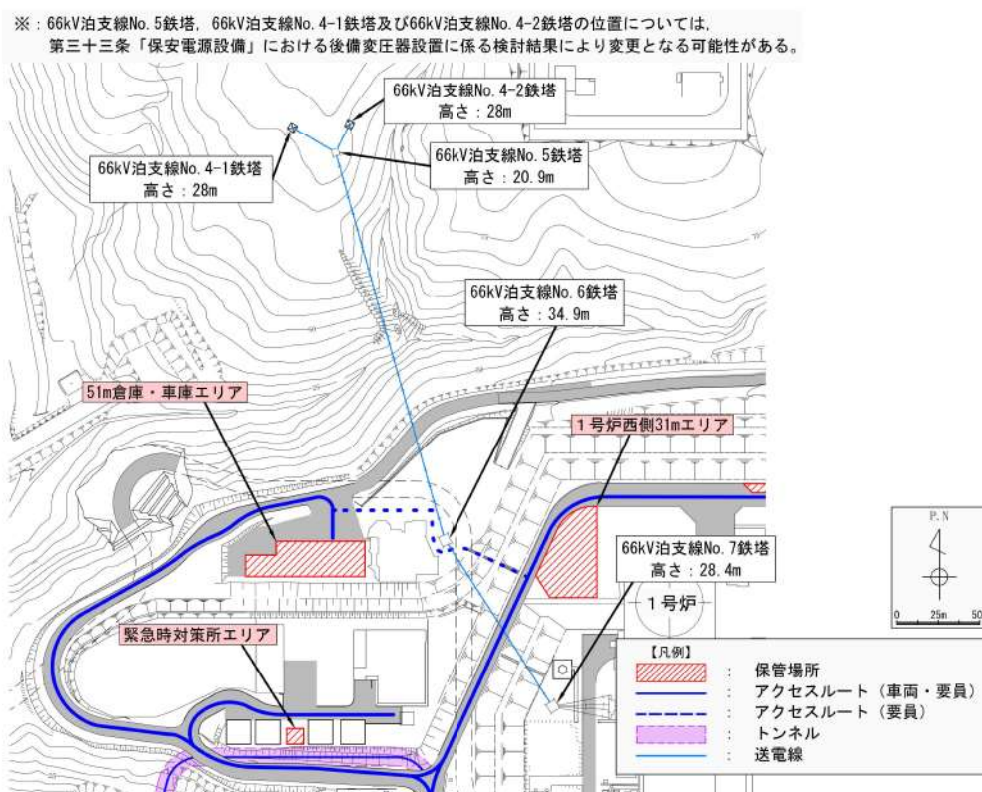 ※：66kV泊支線No.5鉄塔，66kV泊支線No.4-1鉄塔及び66kV泊支線No.4-2鉄塔の位置については，
第三十三条「保安電源設備」における後備変圧器設置に係る検討結果により変更となる可能性がある。
66kV泊支線No.4-2鉄塔
高さ：28m
66kV泊支線No.4-1鉄塔
高さ：28m
66kV泊支線No.5鉄塔
高さ：20.9m
66kV泊支線No.6鉄塔
高さ：34.9m
51m倉庫・車庫エリア
１号炉西側31mエリア
66kV泊支線No.7鉄塔
高さ：28.4m
P.N
0 25m 50
１号炉
緊急時対策所エリア
【凡例】
： 保管場所
： アクセスルート（車両・要員）
： アクセスルート（要員）
： トンネル
： 送電線